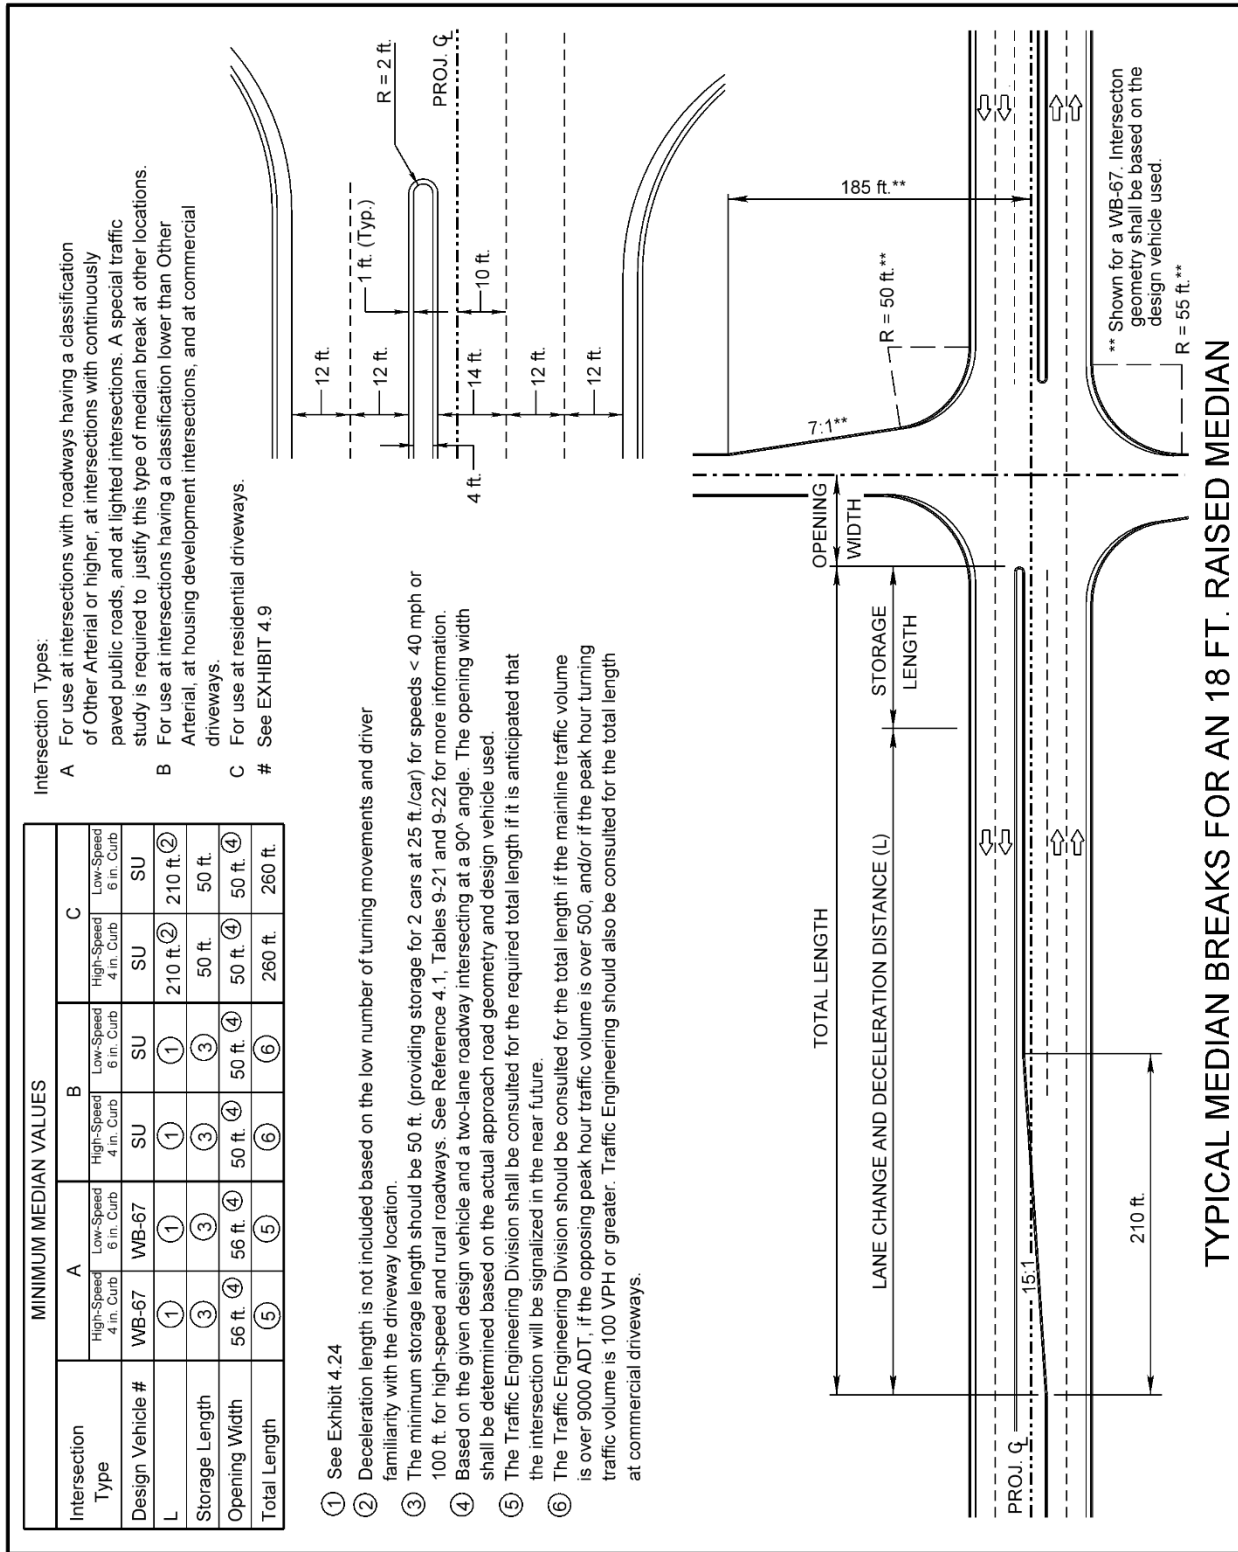 MINIMUM MEDIAN VALUES
Intersection Type A B C
High-Speed 4 in. Curb Low-Speed 6 in. Curb High-Speed 4 in. Curb Low-Speed 6 in. Curb High-Speed 4 in. Curb Low-Speed 6 in. Curb
Design Vehicle # WB-67 WB-67 SU SU SU SU
L ① ① ① ① 210 ft.② 210 ft.②
Storage Length ③ ③ ③ ③ 50 ft. 50 ft.
Opening Width 56 ft. ④ 56 ft. ④ 50 ft. ④ 50 ft. ④ 50 ft. ④ 50 ft. ④
Total Length ⑤ ⑤ ⑥ ⑥ 260 ft. 260 ft.
Intersection Types:
A For use at intersections with roadways having a classification
of Other Arterial or higher, at intersections with continuously
paved public roads, and at lighted intersections. A special traffic
study is required to justify this type of median break at other locations.
B For use at intersections having a classification lower than Other
Arterial, at housing development intersections, and at commercial
driveways.
C For use at residential driveways.
# See EXHIBIT 4.9
① See Exhibit 4.24
② Deceleration length is not included based on the low number of turning movements and driver
familiarity with the driveway location.
③ The minimum storage length should be 50 ft. (providing storage for 2 cars at 25 ft./car) for speeds < 40 mph or
100 ft. for high-speed and rural roadways. See Reference 4.1, Tables 9-21 and 9-22 for more information.
④ Based on the given design vehicle and a two-lane roadway intersecting at a 90^ angle. The opening width
shall be determined based on the actual approach road geometry and design vehicle used.
⑤ The Traffic Engineering Division shall be consulted for the required total length if it is anticipated that
the intersection will be signalized in the near future.
⑥ The Traffic Engineering Division should be consulted for the total length if the mainline traffic volume
is over 9000 ADT, if the opposing peak hour traffic volume is over 500, and/or if the peak hour turning
traffic volume is 100 VPH or greater. Traffic Engineering should also be consulted for the total length
at commercial driveways.
12 ft.
12 ft.
4 ft.
14 ft.
12 ft.
12 ft.
1 ft. (Typ.)
10 ft.
R = 2 ft.
PROJ. ℄
TOTAL LENGTH
LANE CHANGE AND DECELERATION DISTANCE (L)
STORAGE
LENGTH
OPENING
WIDTH
7:1**
R = 50 ft.**
185 ft.**
PROJ. ℄
15:1
210 ft.
** Shown for a WB-67. Intersecton
geometry shall be based on the
design vehicle used.
R = 55 ft.**
TYPICAL MEDIAN BREAKS FOR AN 18 FT. RAISED MEDIAN